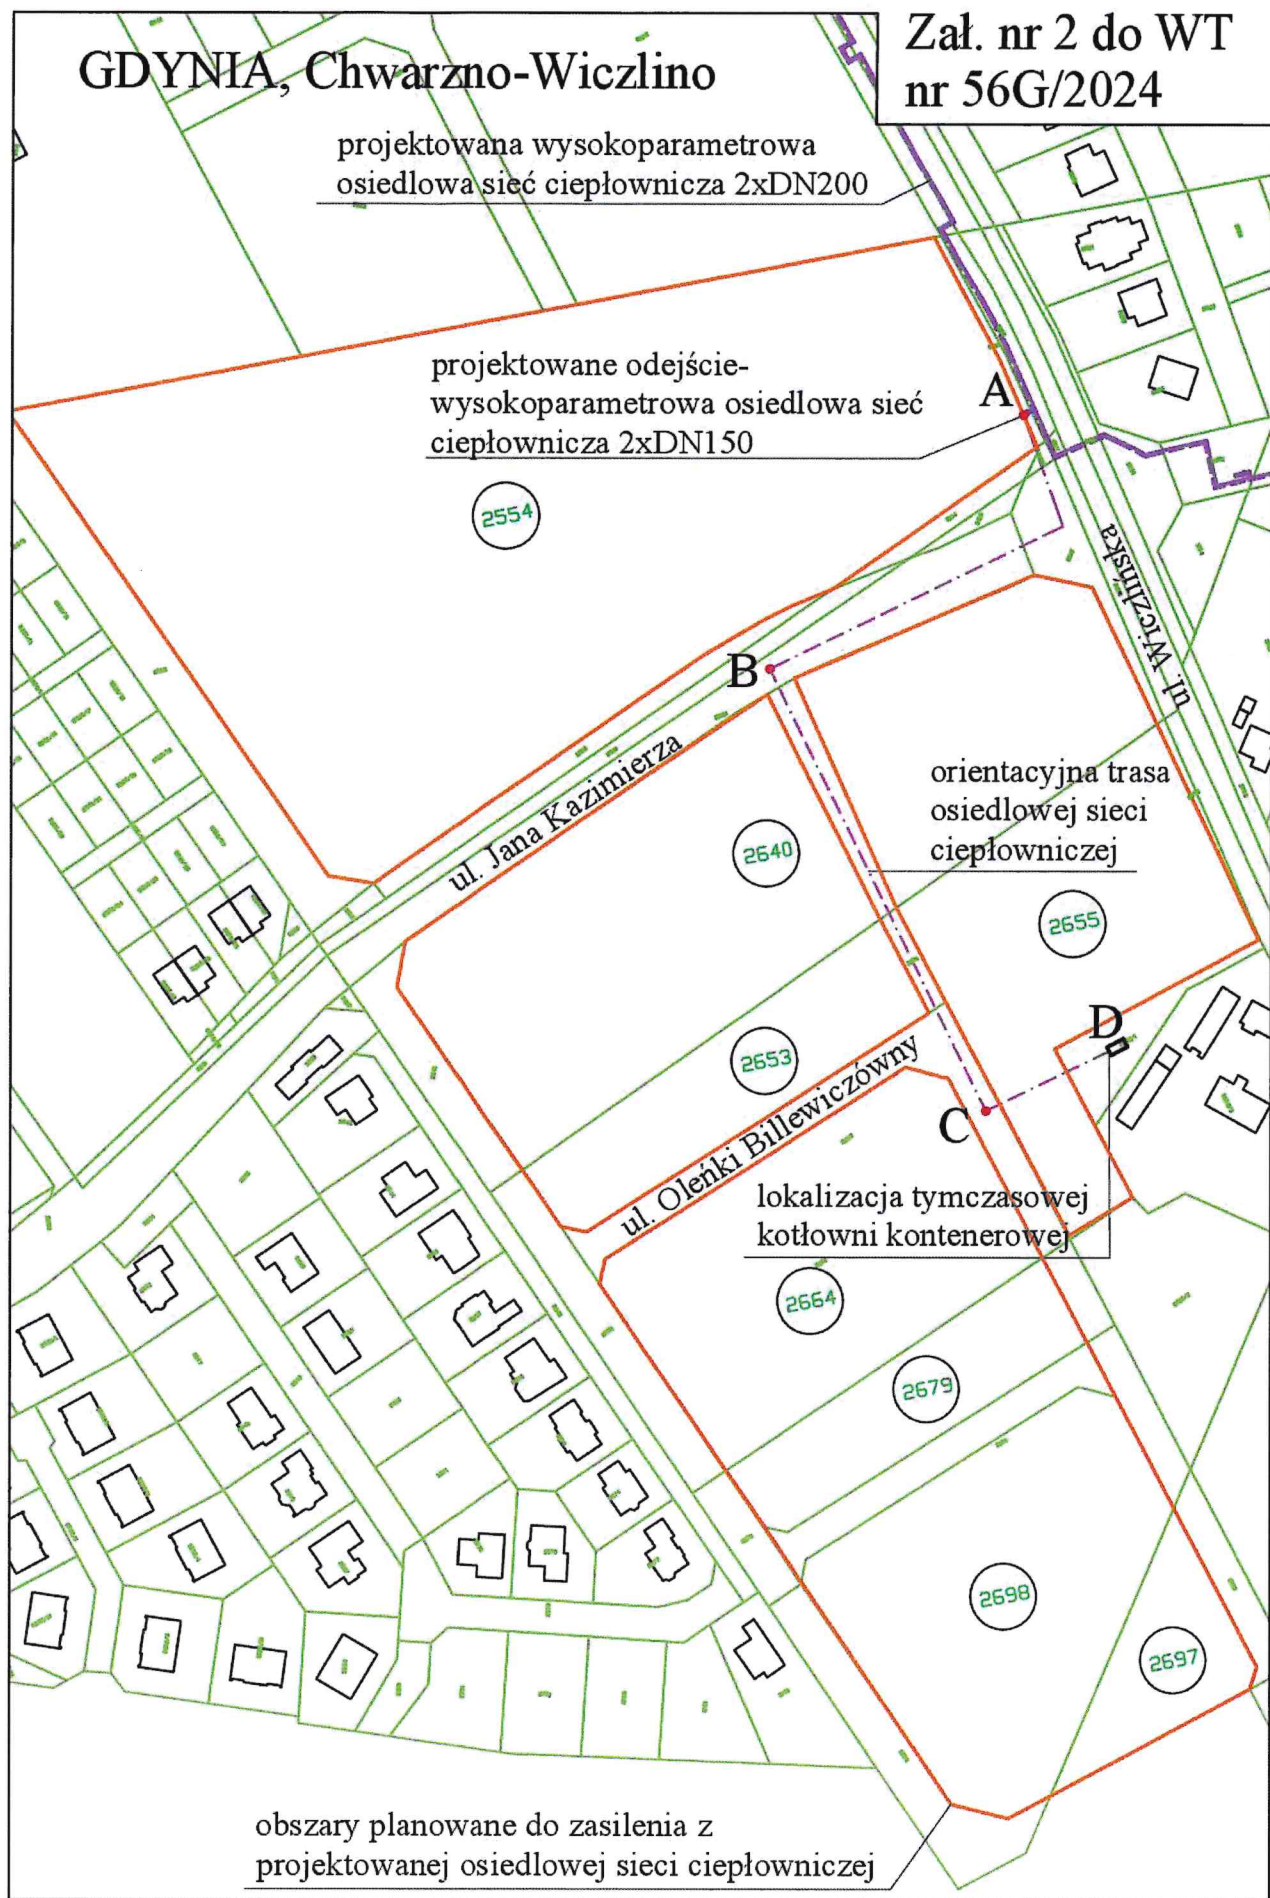 GDYNIA, Chwarzno-Wiczlino
Zał. nr 2 do WT
nr 56G/2024
projektowana wysokoparametrowa
osiedlowa sieć ciepłownicza 2xDN200
projektowane odejście-
wysokoparametrowa osiedlowa sieć
ciepłownicza 2xDN150
A
2554
ul. Wiczlińska
B
ul. Jana Kazimierza
orientacyjna trasa
osiedlowej sieci
ciepłowniczej
2640
2655
D
2653
ul. Oleńki Billewiczówny
C
lokalizacja tymczasowej
kotłowni kontenerowej
2664
2679
2698
2697
obszary planowane do zasilenia z
projektowanej osiedlowej sieci ciepłowniczej